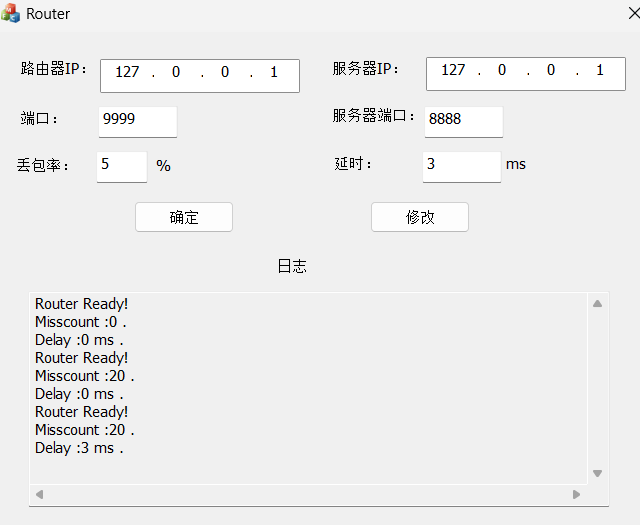 Router
路由器IP： 127 . 0 . 0 . 1 服务器IP： 127 . 0 . 0 . 1
端口： 9999 服务器端口： 8888
丢包率： 5 % 延时： 3 ms
确定 修改
日志
Router Ready!
Misscount :0 .
Delay :0 ms .
Router Ready!
Misscount :20 .
Delay :0 ms .
Router Ready!
Misscount :20 .
Delay :3 ms .